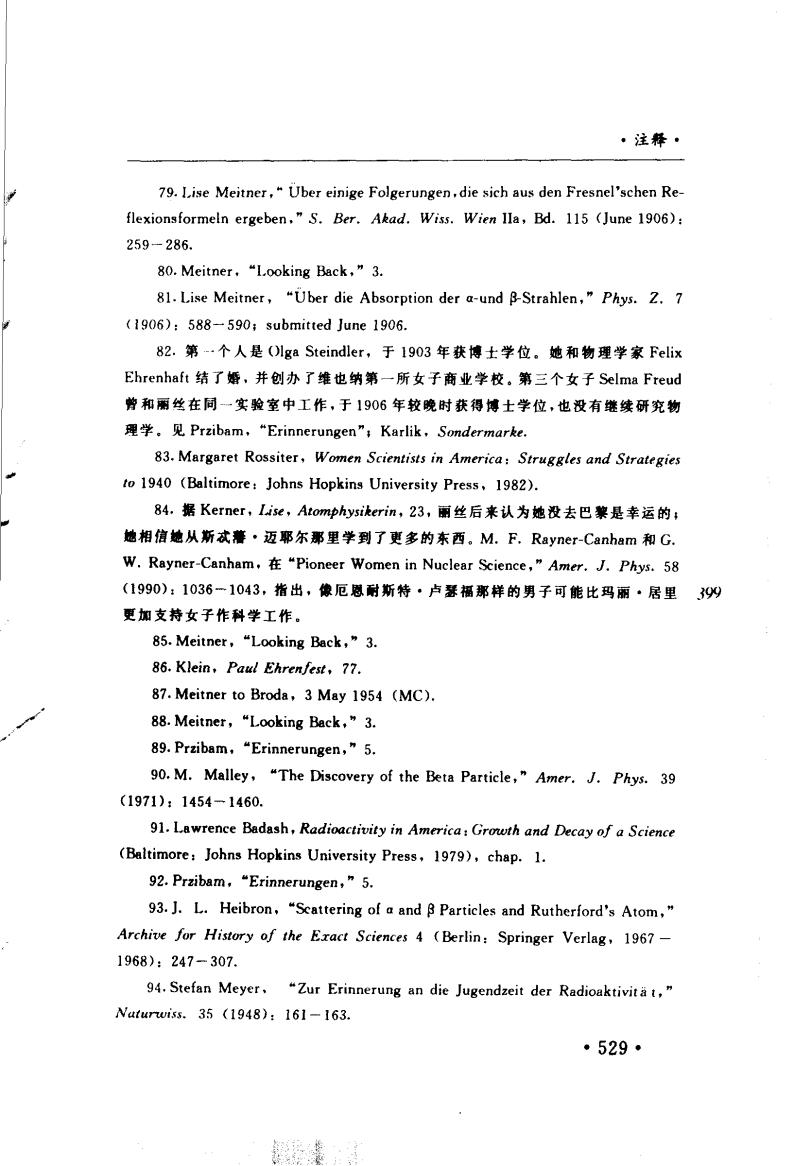 ·注释·
79. Lise Meitner, “Über einige Folgerungen, die sich aus den Fresnel'schen Re-
flexionsformeln ergeben,” S. Ber. Akad. Wiss. Wien IIa, Bd. 115 (June 1906):
259—286.
80. Meitner, “Looking Back,” 3.
81. Lise Meitner, “Über die Absorption der α-und β-Strahlen,” Phys. Z. 7
(1906): 588—590; submitted June 1906.
82. 第一个人是 Olga Steindler, 于 1903 年获博士学位。她和物理学家 Felix
Ehrenhaft 结了婚，并创办了维也纳第一所女子商业学校。第三个女子 Selma Freud
曾和丽丝在同一实验室中工作，于 1906 年较晚时获得博士学位，也没有继续研究物
理学。见 Przibam, “Erinnerungen”; Karlik, Sondermarke.
83. Margaret Rossiter, Women Scientists in America: Struggles and Strategies
to 1940 (Baltimore: Johns Hopkins University Press, 1982).
84. 据 Kerner, Lise, Atomphysikerin, 23, 丽丝后来认为她没去巴黎是幸运的；
她相信她从斯忒藩·迈耶尔那里学到了更多的东西。M. F. Rayner-Canham 和 G.
W. Rayner-Canham, 在 “Pioneer Women in Nuclear Science,” Amer. J. Phys. 58
(1990): 1036—1043, 指出，像厄恩耐斯特·卢瑟福那样的男子可能比玛丽·居里 399
更加支持女子作科学工作。
85. Meitner, “Looking Back,” 3.
86. Klein, Paul Ehrenfest, 77.
87. Meitner to Broda, 3 May 1954 (MC).
88. Meitner, “Looking Back,” 3.
89. Przibam, “Erinnerungen,” 5.
90. M. Malley, “The Discovery of the Beta Particle,” Amer. J. Phys. 39
(1971): 1454—1460.
91. Lawrence Badash, Radioactivity in America: Growth and Decay of a Science
(Baltimore: Johns Hopkins University Press, 1979), chap. 1.
92. Przibam, “Erinnerungen,” 5.
93. J. L. Heibron, “Scattering of α and β Particles and Rutherford's Atom,”
Archive for History of the Exact Sciences 4 (Berlin: Springer Verlag, 1967—
1968): 247—307.
94. Stefan Meyer, “Zur Erinnerung an die Jugendzeit der Radioaktivität,”
Naturwiss. 35 (1948): 161—163.
·529·